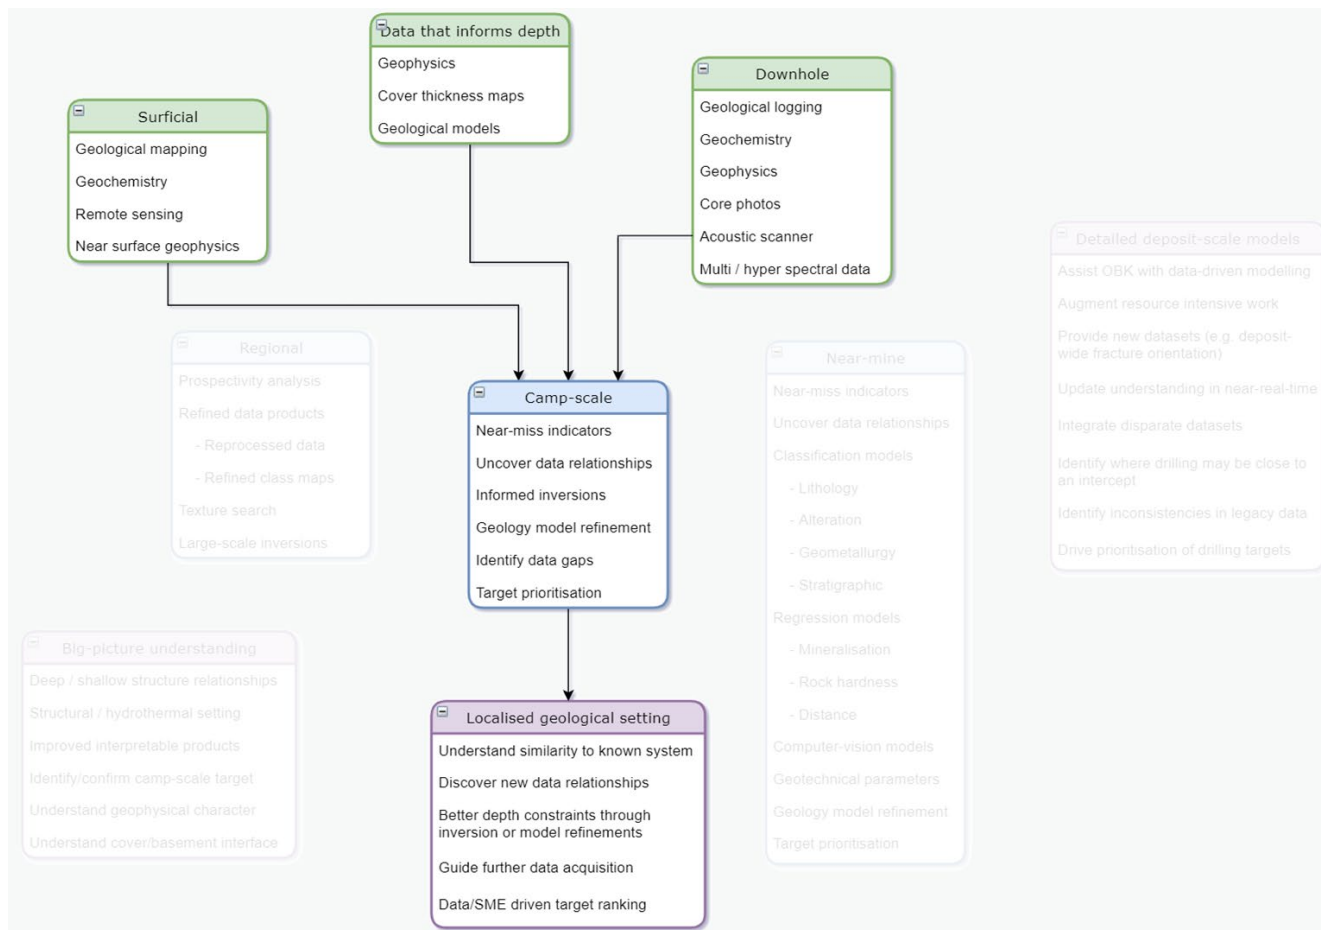 Data that informs depth
Geophysics
Cover thickness maps
Geological models
Downhole
Geological logging
Geochemistry
Geophysics
Core photos
Acoustic scanner
Multi / hyper spectral data
Surficial
Geological mapping
Geochemistry
Remote sensing
Near surface geophysics
Detailed deposit-scale models
Assist OBK with data-driven modelling
Augment resource intensive work
Provide new datasets (e.g. deposit-
wide fracture orientation)
Update understanding in near-real-time
Integrate disparate datasets
Identify where drilling may be close to
an intercept
Identify inconsistencies in legacy data
Drive prioritisation of drilling targets
Regional
Prospectivity analysis
Refined data products
- Reprocessed data
- Refined class maps
Texture search
Large-scale inversions
Camp-scale
Near-miss indicators
Uncover data relationships
Informed inversions
Geology model refinement
Identify data gaps
Target prioritisation
Near-mine
Near-miss indicators
Uncover data relationships
Classification models
- Lithology
- Alteration
- Geometallurgy
- Stratigraphic
Regression models
- Mineralisation
- Rock hardness
- Distance
Computer-vision models
Geotechnical parameters
Geology model refinement
Target prioritisation
Big-picture understanding
Deep / shallow structure relationships
Structural / hydrothermal setting
Improved interpretable products
Identify/confirm camp-scale target
Understand geophysical character
Understand cover/basement interface
Localised geological setting
Understand similarity to known system
Discover new data relationships
Better depth constraints through
inversion or model refinements
Guide further data acquisition
Data/SME driven target ranking